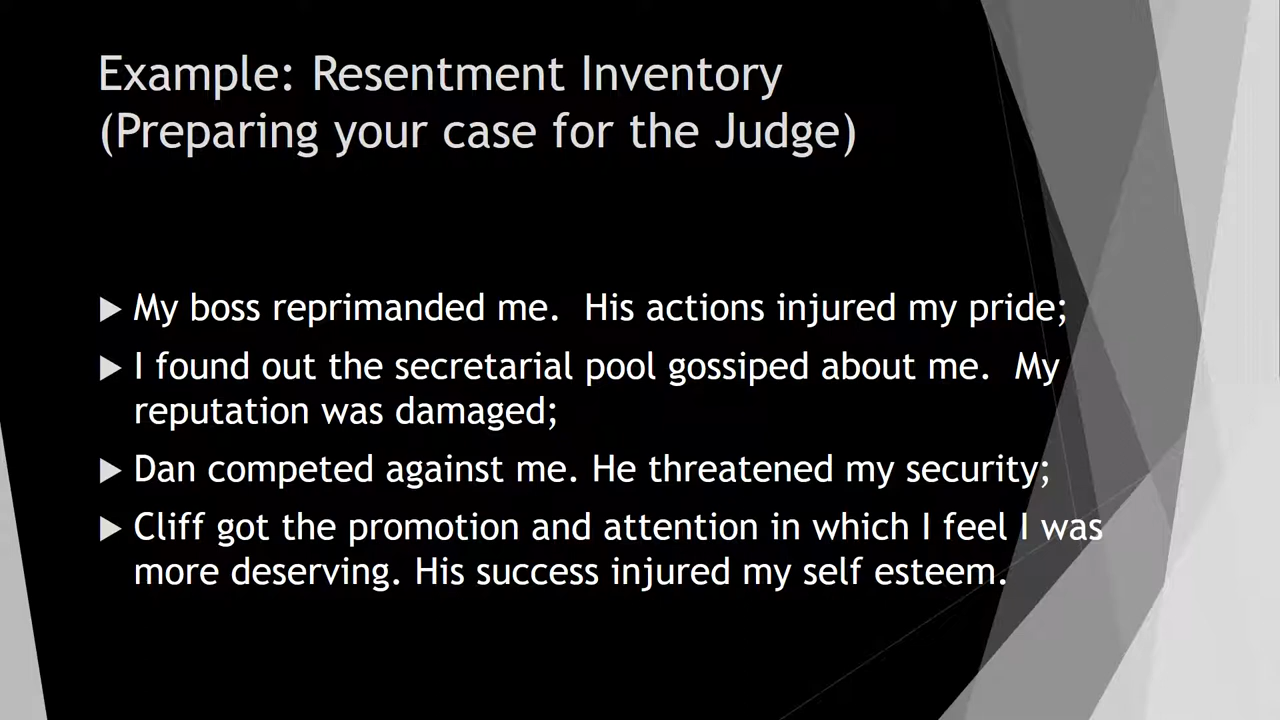 Example: Resentment Inventory
(Preparing your case for the Judge)
My boss reprimanded me.  His actions injured my pride;
I found out the secretarial pool gossiped about me.  My
reputation was damaged;
Dan competed against me. He threatened my security;
Cliff got the promotion and attention in which I feel I was
more deserving. His success injured my self esteem.